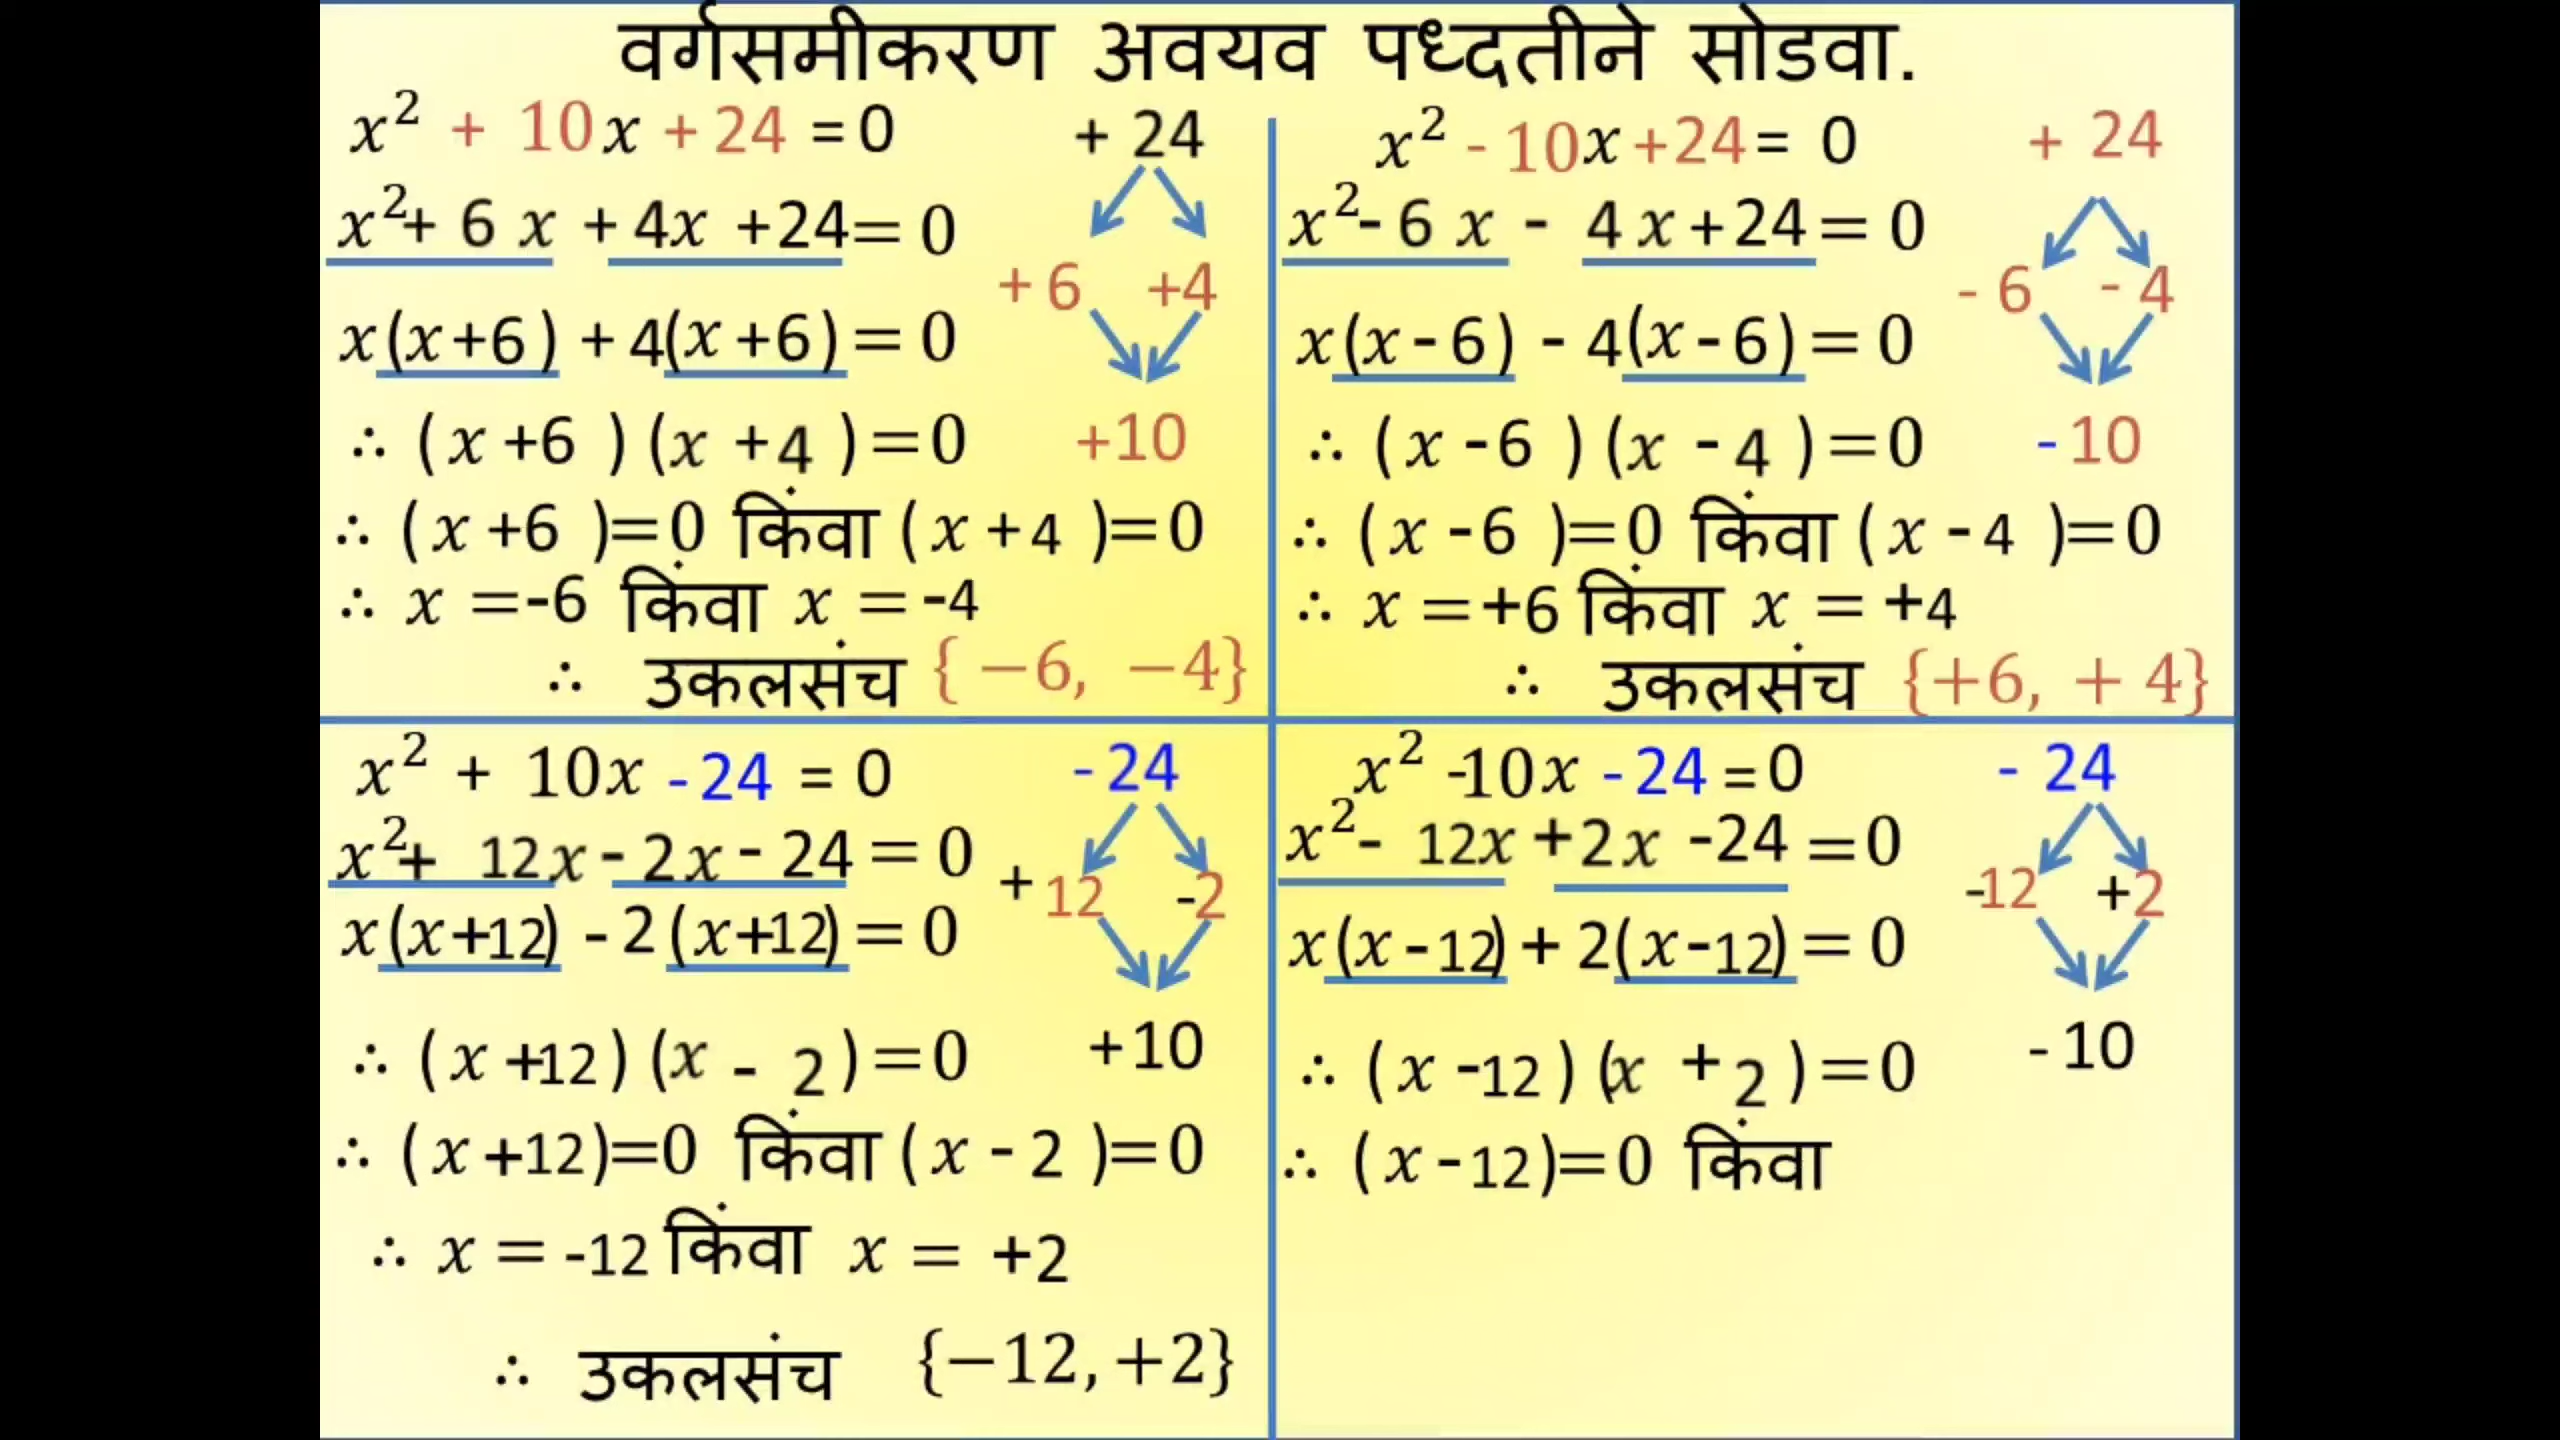 वर्गसमीकरण अवयव पध्दतीने सोडवा.
x² + 10x + 24 = 0
+ 24
x² + 6 x + 4x + 24 = 0
+ 6 +4
x(x+6) + 4(x+6) = 0
∴ (x +6) (x + 4) = 0
+10
∴ (x +6)=0 किंवा (x + 4)=0
∴ x = -6 किंवा x = -4
∴ उकलसंच {−6, −4}
x² - 10x +24 = 0
+ 24
x² - 6 x - 4 x + 24 = 0
- 6 - 4
x(x - 6) - 4(x - 6) = 0
∴ (x - 6) (x - 4) = 0
- 10
∴ (x - 6)=0 किंवा (x - 4)=0
∴ x = +6 किंवा x = +4
∴ उकलसंच {+6, + 4}
x² + 10x - 24 = 0
- 24
x² + 12x - 2x - 24 = 0
+ 12 -2
x(x+12) - 2 (x+12) = 0
+10
∴ (x +12) (x - 2) = 0
∴ (x +12)=0 किंवा (x - 2)=0
∴ x = -12 किंवा x = +2
∴ उकलसंच {−12, +2}
x² -10x - 24 = 0
- 24
x² - 12x + 2x - 24 = 0
-12 +2
x(x - 12) + 2(x - 12) = 0
- 10
∴ (x -12) (x + 2) = 0
∴ (x - 12)=0 किंवा